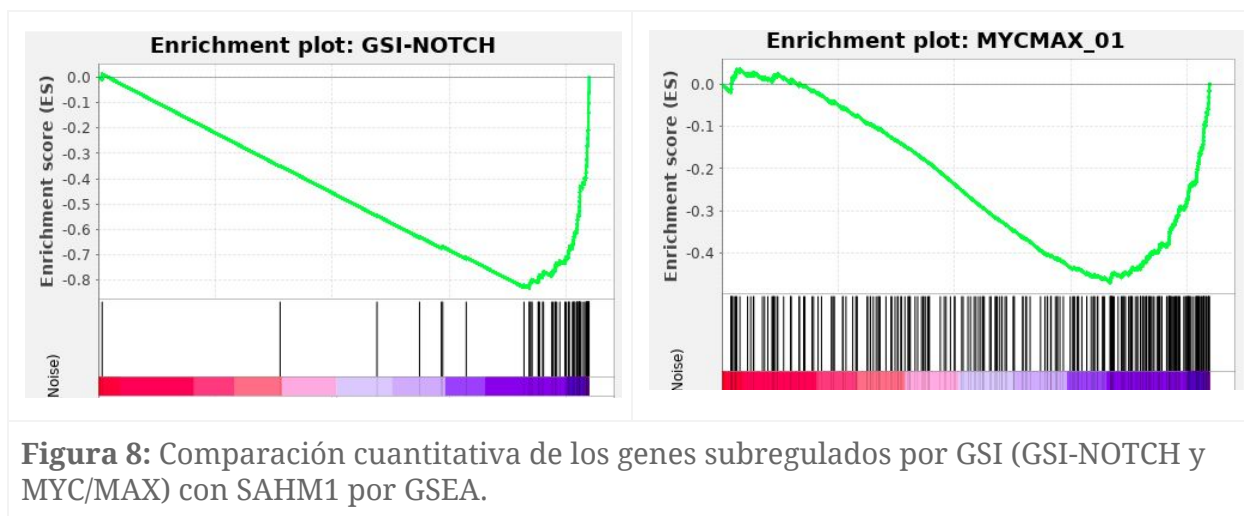 Enrichment plot: GSI-NOTCH
Enrichment score (ES)
0.0
-0.1
-0.2
-0.3
-0.4
-0.5
-0.6
-0.7
-0.8
Noise)
Enrichment plot: MYCMAX_01
Enrichment score (ES)
0.0
-0.1
-0.2
-0.3
-0.4
Noise)
Figura 8: Comparación cuantitativa de los genes subregulados por GSI (GSI-NOTCH y
MYC/MAX) con SAHM1 por GSEA.